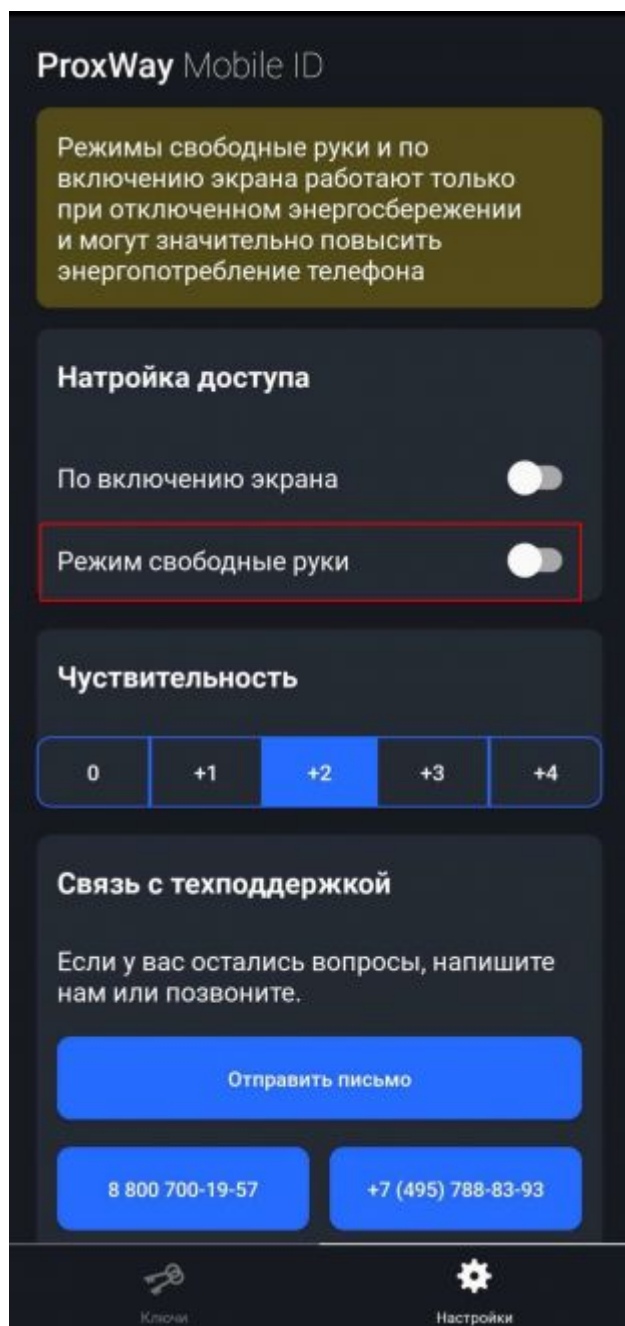 ProxWay Mobile ID
Режимы свободные руки и по
включению экрана работают только
при отключенном энергосбережении
и могут значительно повысить
энергопотребление телефона
Натройка доступа
По включению экрана
Режим свободные руки
Чуствительность
0 +1 +2 +3 +4
Связь с техподдержкой
Если у вас остались вопросы, напишите
нам или позвоните.
Отправить письмо
8 800 700-19-57 +7 (495) 788-83-93
Ключи Настройки